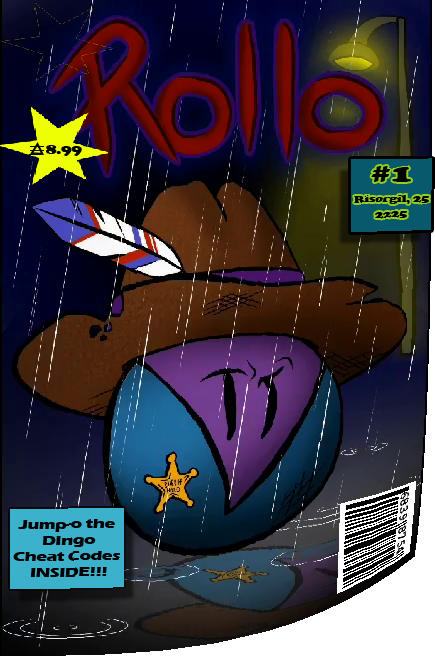 Rollo
8.99
#1
Risorgil, 25
2225
Jump-o the
Dingo
Cheat Codes
INSIDE!!!